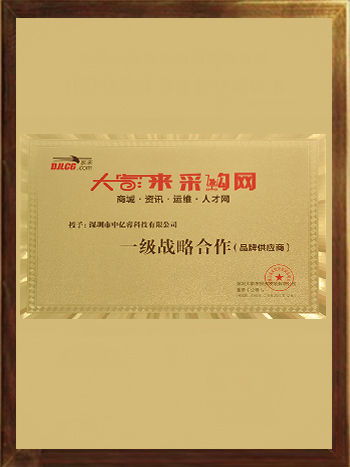 DJLCG
.com
大家来采购网
商城·资讯·运维·人才网
授予：深圳市中亿睿科技有限公司
一级战略合作（品牌供应商）